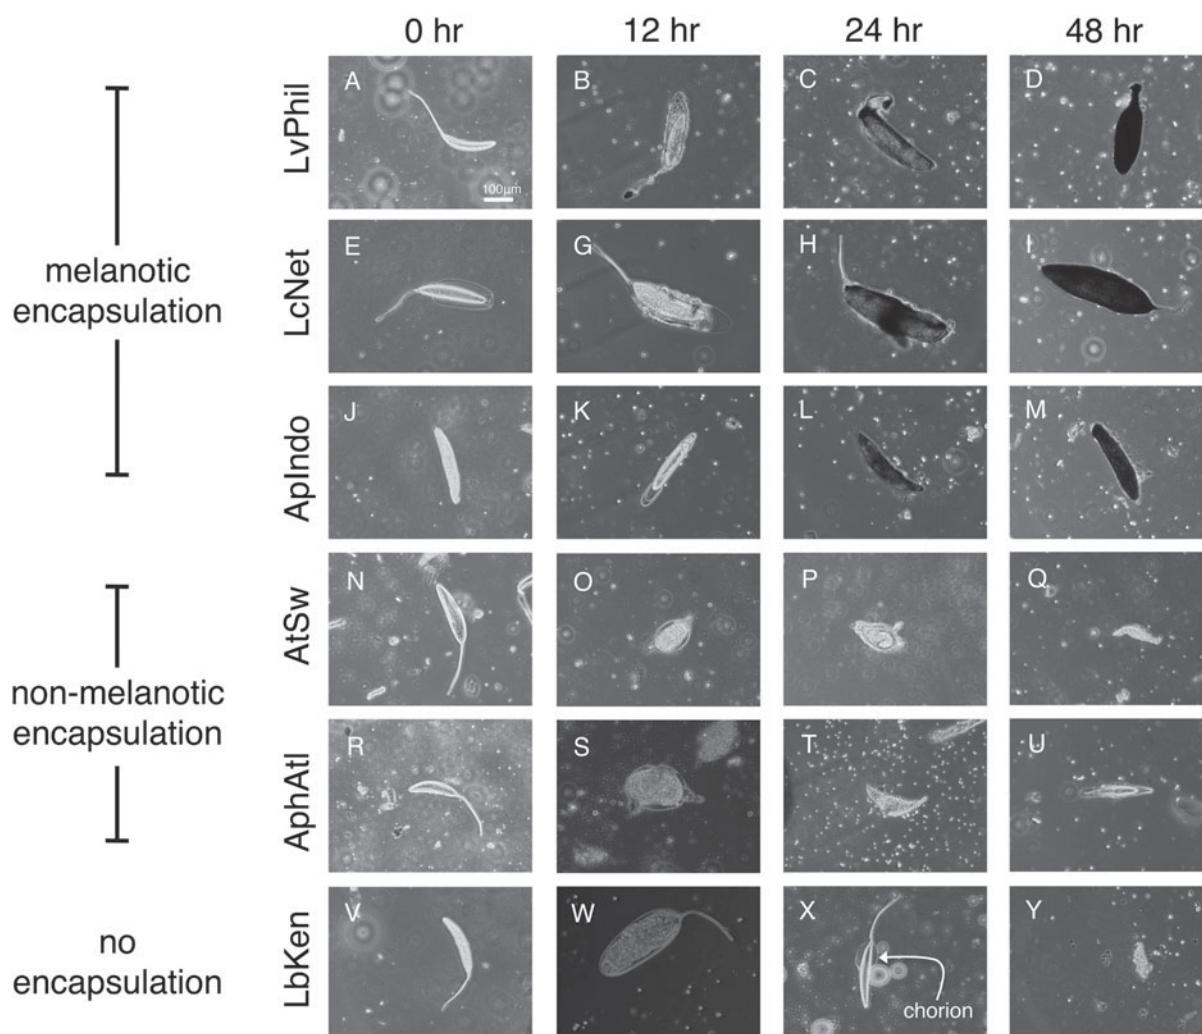 0 hr 12 hr 24 hr 48 hr
LvPhil
A B C D
100µm
melanotic
encapsulation
LcNet
E G H I
ApIndo
J K L M
non-melanotic
encapsulation
AtSw
N O P Q
AphAtl
R S T U
no
encapsulation
LbKen
V W X Y
chorion